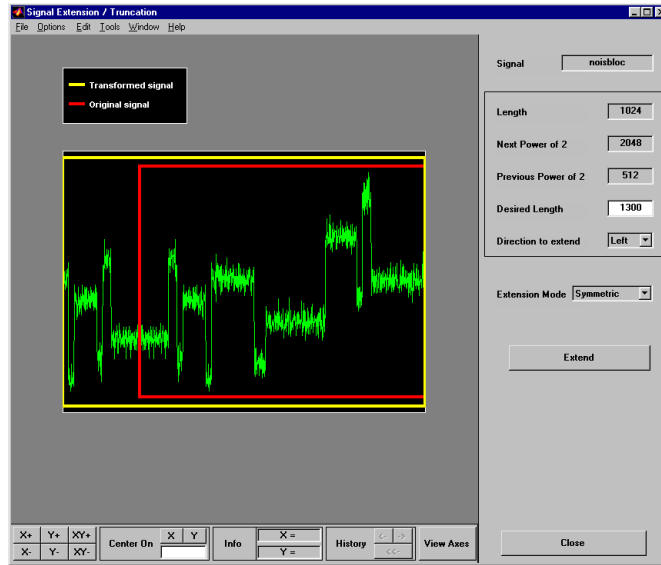 Signal Extension / Truncation
File Options Edit Tools Window Help
Transformed signal
Original signal
Signal noisbloc
Length 1024
Next Power of 2 2048
Previous Power of 2 512
Desired Length 1300
Direction to extend Left
Extension Mode Symmetric
Extend
X+ Y+ XY+
X- Y- XY-
Center On X Y
Info X =
Y =
History <- ->
<<-
View Axes
Close